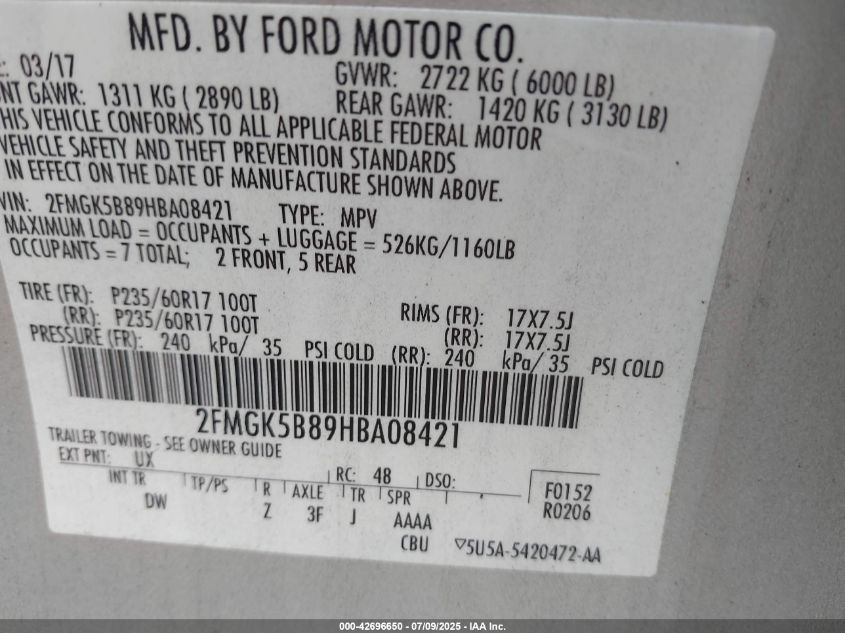 MFD. BY FORD MOTOR CO.
: 03/17 GVWR: 2722 KG ( 6000 LB)
NT GAWR: 1311 KG ( 2890 LB) REAR GAWR: 1420 KG ( 3130 LB)
HIS VEHICLE CONFORMS TO ALL APPLICABLE FEDERAL MOTOR
VEHICLE SAFETY AND THEFT PREVENTION STANDARDS
IN EFFECT ON THE DATE OF MANUFACTURE SHOWN ABOVE.
VIN: 2FMGK5B89HBA08421 TYPE: MPV
MAXIMUM LOAD = OCCUPANTS + LUGGAGE = 526KG/1160LB
OCCUPANTS = 7 TOTAL; 2 FRONT, 5 REAR
TIRE (FR): P235/60R17 100T RIMS (FR): 17X7.5J
(RR): P235/60R17 100T (RR): 17X7.5J
PRESSURE (FR): 240 kPa/ 35 PSI COLD (RR): 240 kPa/ 35 PSI COLD
2FMGK5B89HBA08421
TRAILER TOWING - SEE OWNER GUIDE
EXT PNT: UX RC: 48 DSO:
INT TR TP/PS R AXLE TR SPR F0152
DW Z 3F J AAAA R0206
CBU ▽5U5A-5420472-AA
000-42696650 / 07/09/2025 - IAA Inc.